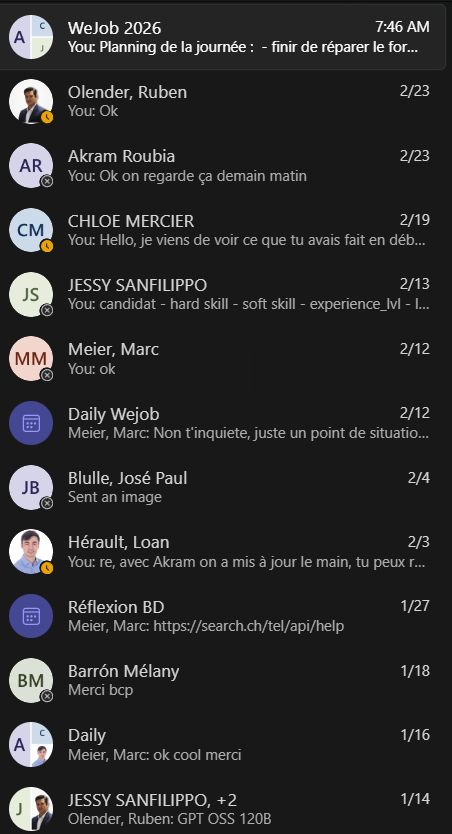 A C J
WeJob 2026 7:46 AM
You: Planning de la journée : - finir de réparer le for...
Olender, Ruben 2/23
You: Ok
AR
Akram Roubia 2/23
You: Ok on regarde ça demain matin
CM
CHLOE MERCIER 2/19
You: Hello, je viens de voir ce que tu avais fait en déb...
JS
JESSY SANFILIPPO 2/13
You: candidat - hard skill - soft skill - experience_lvl - l...
MM
Meier, Marc 2/12
You: ok
Daily Wejob 2/12
Meier, Marc: Non t'inquiete, juste un point de situatio...
JB
Blulle, José Paul 2/4
Sent an image
Hérault, Loan 2/3
You: re, avec Akram on a mis à jour le main, tu peux r...
Réflexion BD 1/27
Meier, Marc: https://search.ch/tel/api/help
BM
Barrón Mélany 1/18
Merci bcp
A C
Daily 1/16
Meier, Marc: ok cool merci
J
JESSY SANFILIPPO, +2 1/14
Olender, Ruben: GPT OSS 120B